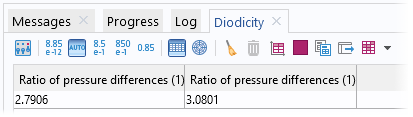 Messages × Progress Log Diodicity ×
8.85 e-12 AUTO 8.5 e-1 850 e-1 0.85
Ratio of pressure differences (1) Ratio of pressure differences (1)
2.7906 3.0801